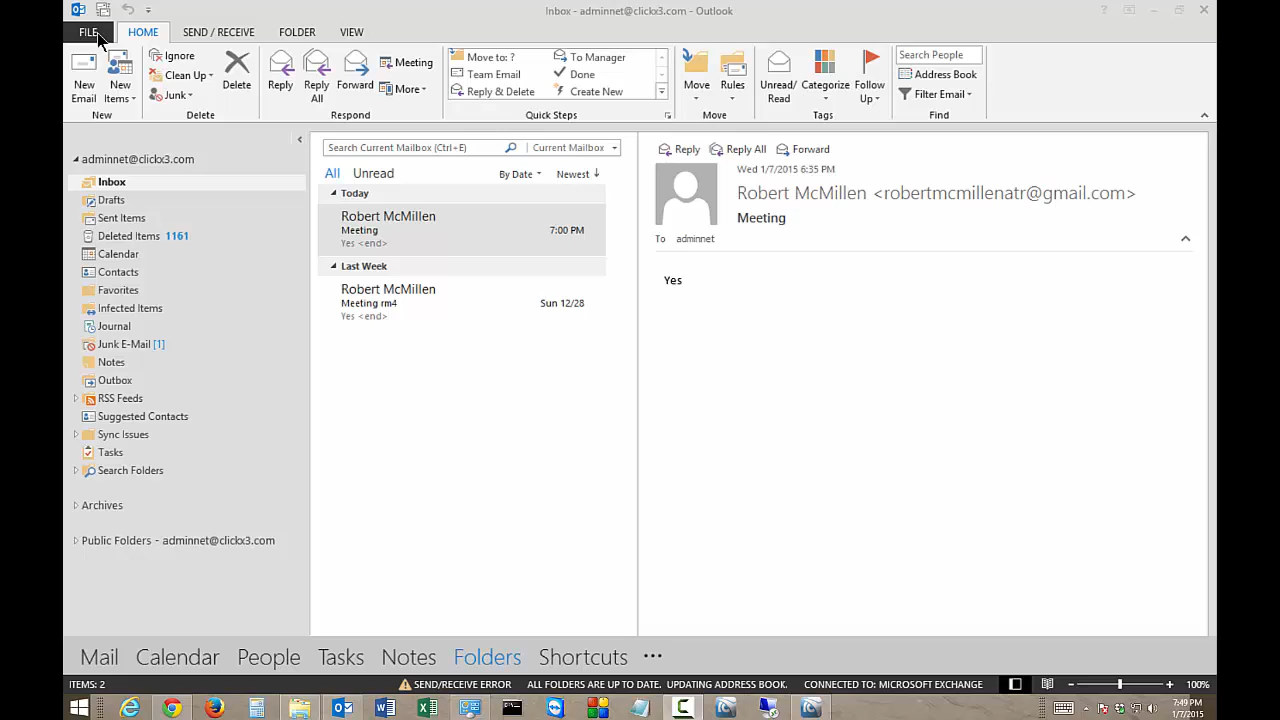 Inbox - adminnet@clickx3.com - Outlook
FILE HOME SEND / RECEIVE FOLDER VIEW
New Email
New Items
New
Ignore
Clean Up
Junk
Delete
Delete
Reply
Reply All
Forward
Meeting
More
Respond
Move to: ?
Team Email
Reply & Delete
To Manager
Done
Create New
Quick Steps
Move
Rules
Move
Unread/ Read
Categorize
Follow Up
Tags
Search People
Address Book
Filter Email
Find
adminnet@clickx3.com
Inbox
Drafts
Sent Items
Deleted Items 1161
Calendar
Contacts
Favorites
Infected Items
Journal
Junk E-Mail [1]
Notes
Outbox
RSS Feeds
Suggested Contacts
Sync Issues
Tasks
Search Folders
Archives
Public Folders - adminnet@clickx3.com
Search Current Mailbox (Ctrl+E) Current Mailbox
All Unread By Date Newest
Today
Robert McMillen
Meeting 7:00 PM
Yes <end>
Last Week
Robert McMillen
Meeting rm4 Sun 12/28
Yes <end>
Reply Reply All Forward
Wed 1/7/2015 6:35 PM
Robert McMillen <robertmcmillenatr@gmail.com>
Meeting
To adminnet
Yes
Mail Calendar People Tasks Notes Folders Shortcuts •••
ITEMS: 2 SEND/RECEIVE ERROR ALL FOLDERS ARE UP TO DATE. UPDATING ADDRESS BOOK. CONNECTED TO: MICROSOFT EXCHANGE 100%
7:49 PM
1/7/2015